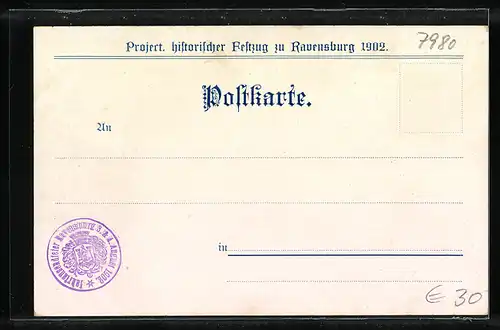 Project. historischer Festzug zu Ravensburg 1902.
7980
Postkarte.
An
in
€ 30